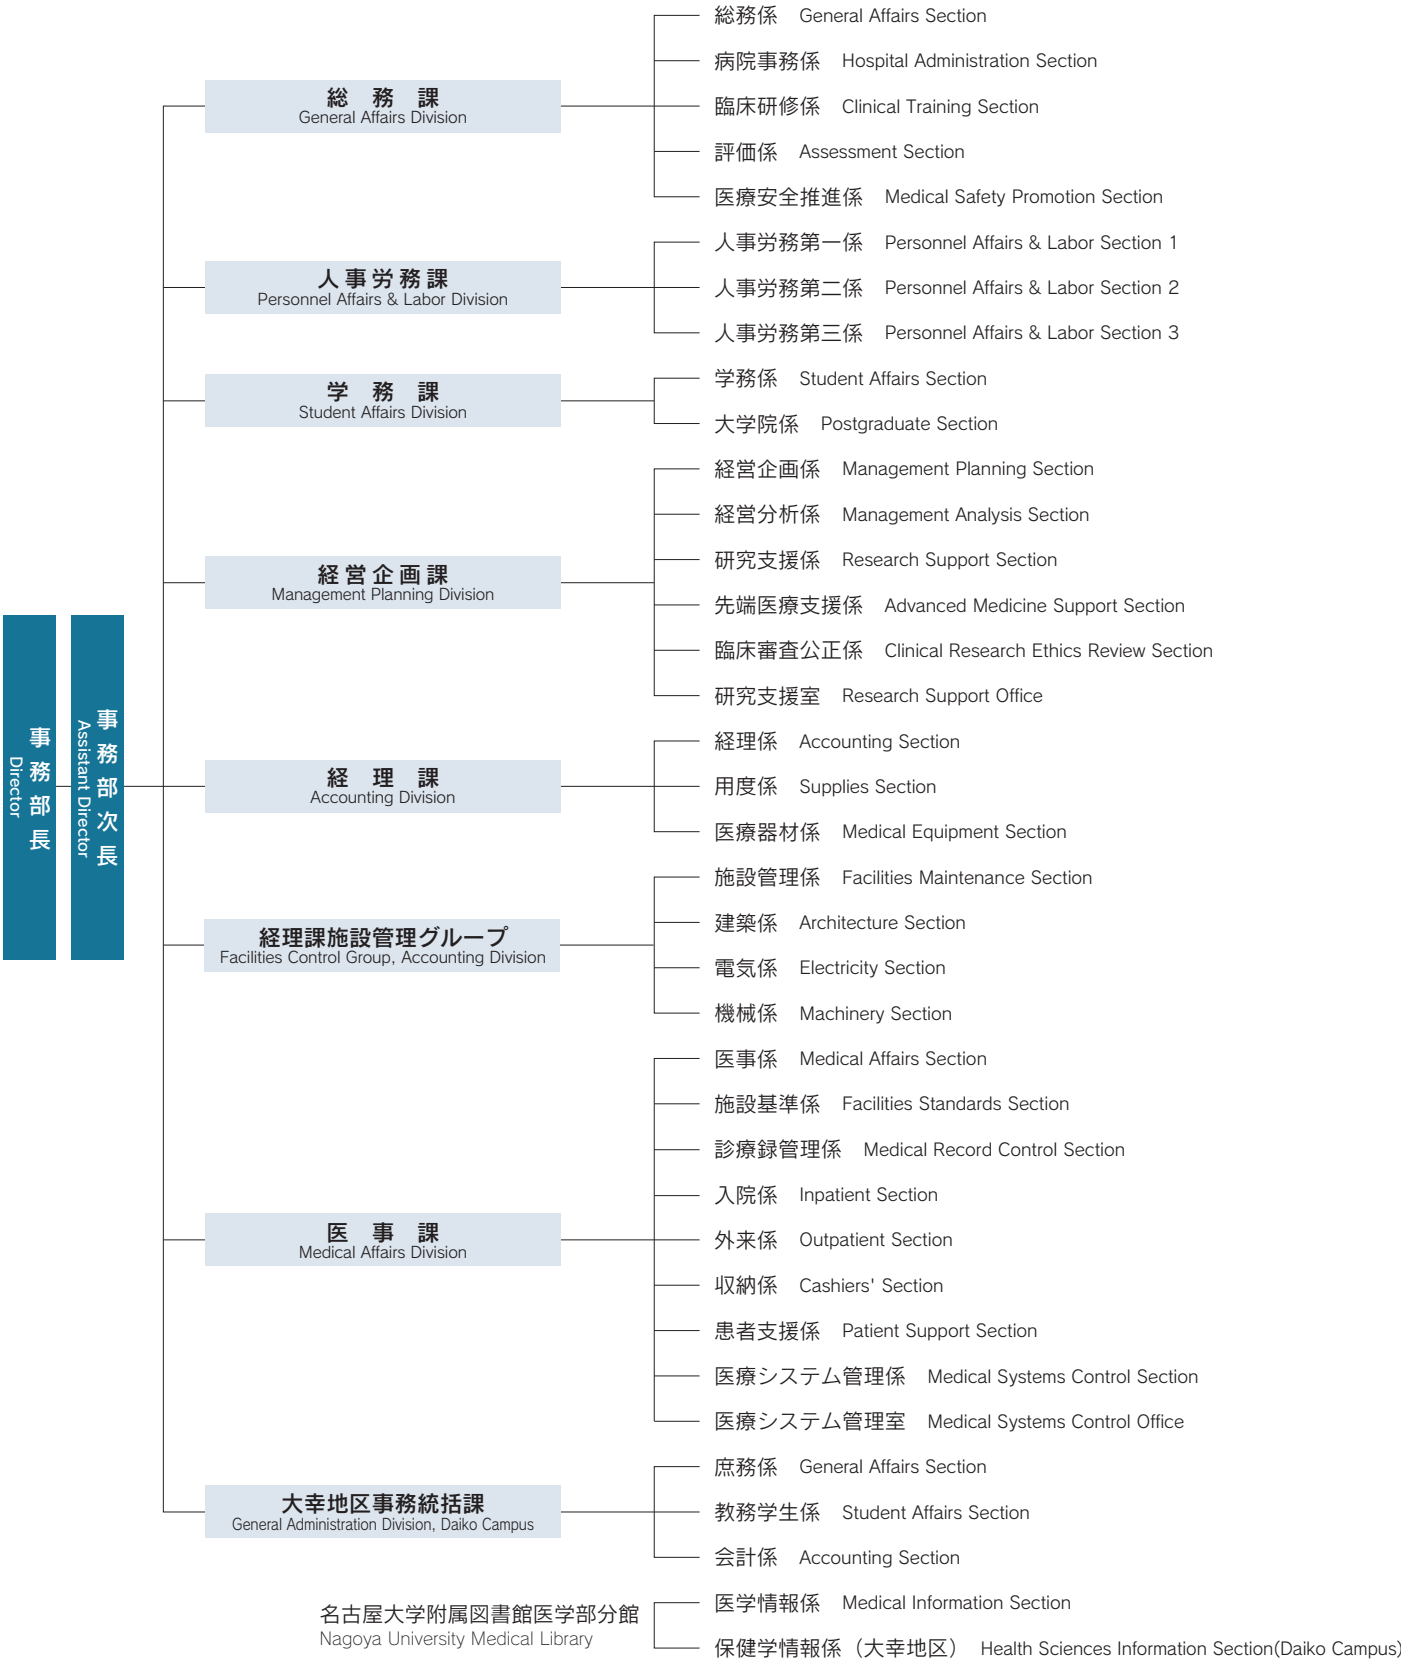 事務部長
Director
事務部次長
Assistant Director
総務課
General Affairs Division
総務係 General Affairs Section
病院事務係 Hospital Administration Section
臨床研修係 Clinical Training Section
評価係 Assessment Section
医療安全推進係 Medical Safety Promotion Section
人事労務課
Personnel Affairs & Labor Division
人事労務第一係 Personnel Affairs & Labor Section 1
人事労務第二係 Personnel Affairs & Labor Section 2
人事労務第三係 Personnel Affairs & Labor Section 3
学務課
Student Affairs Division
学務係 Student Affairs Section
大学院係 Postgraduate Section
経営企画課
Management Planning Division
経営企画係 Management Planning Section
経営分析係 Management Analysis Section
研究支援係 Research Support Section
先端医療支援係 Advanced Medicine Support Section
臨床審査公正係 Clinical Research Ethics Review Section
研究支援室 Research Support Office
経理課
Accounting Division
経理係 Accounting Section
用度係 Supplies Section
医療器材係 Medical Equipment Section
経理課施設管理グループ
Facilities Control Group, Accounting Division
施設管理係 Facilities Maintenance Section
建築係 Architecture Section
電気係 Electricity Section
機械係 Machinery Section
医事課
Medical Affairs Division
医事係 Medical Affairs Section
施設基準係 Facilities Standards Section
診療録管理係 Medical Record Control Section
入院係 Inpatient Section
外来係 Outpatient Section
収納係 Cashiers' Section
患者支援係 Patient Support Section
医療システム管理係 Medical Systems Control Section
医療システム管理室 Medical Systems Control Office
大幸地区事務統括課
General Administration Division, Daiko Campus
庶務係 General Affairs Section
教務学生係 Student Affairs Section
会計係 Accounting Section
名古屋大学附属図書館医学部分館
Nagoya University Medical Library
医学情報係 Medical Information Section
保健学情報係（大幸地区） Health Sciences Information Section(Daiko Campus)